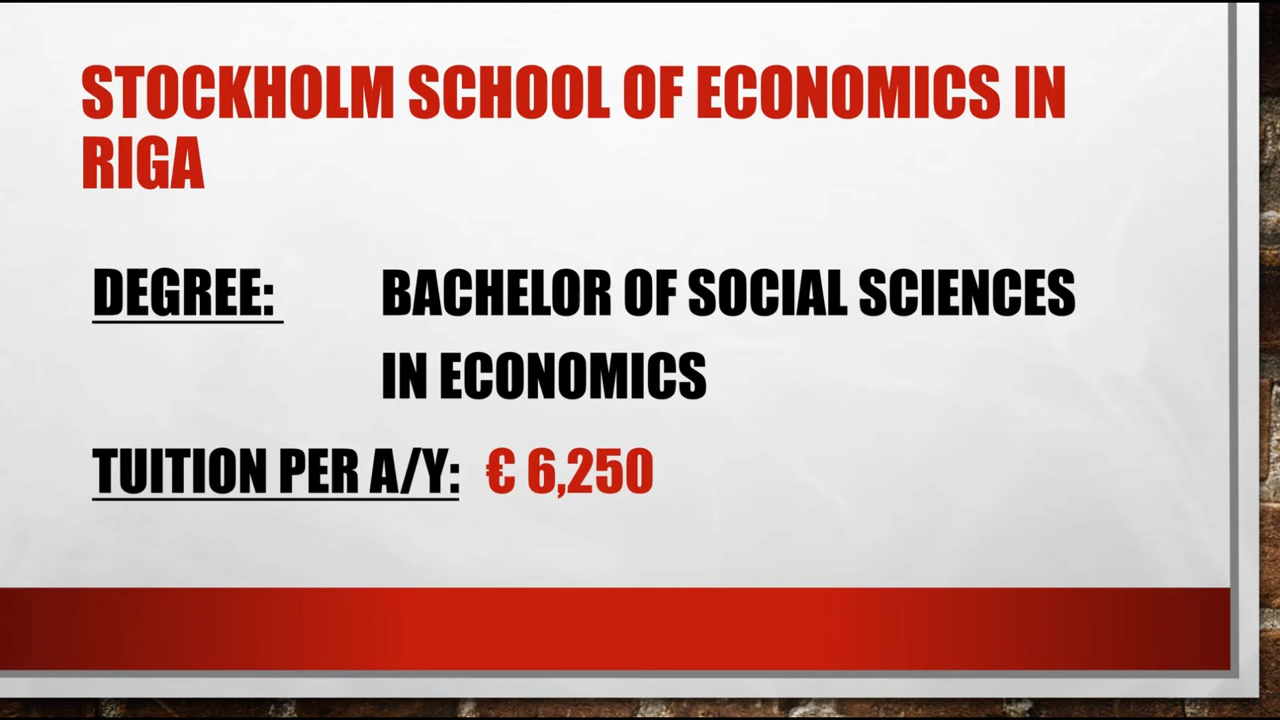 STOCKHOLM SCHOOL OF ECONOMICS IN
RIGA
DEGREE: BACHELOR OF SOCIAL SCIENCES
IN ECONOMICS
TUITION PER A/Y: € 6,250